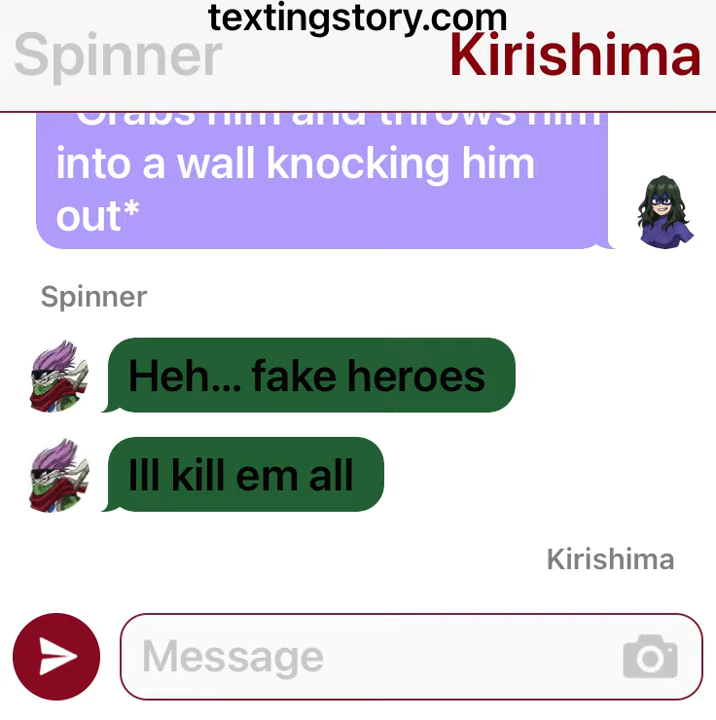 textingstory.com
Spinner
Kirishima
*Grabs him and throws him
into a wall knocking him
out*
Spinner
Heh... fake heroes
Ill kill em all
Kirishima
Message